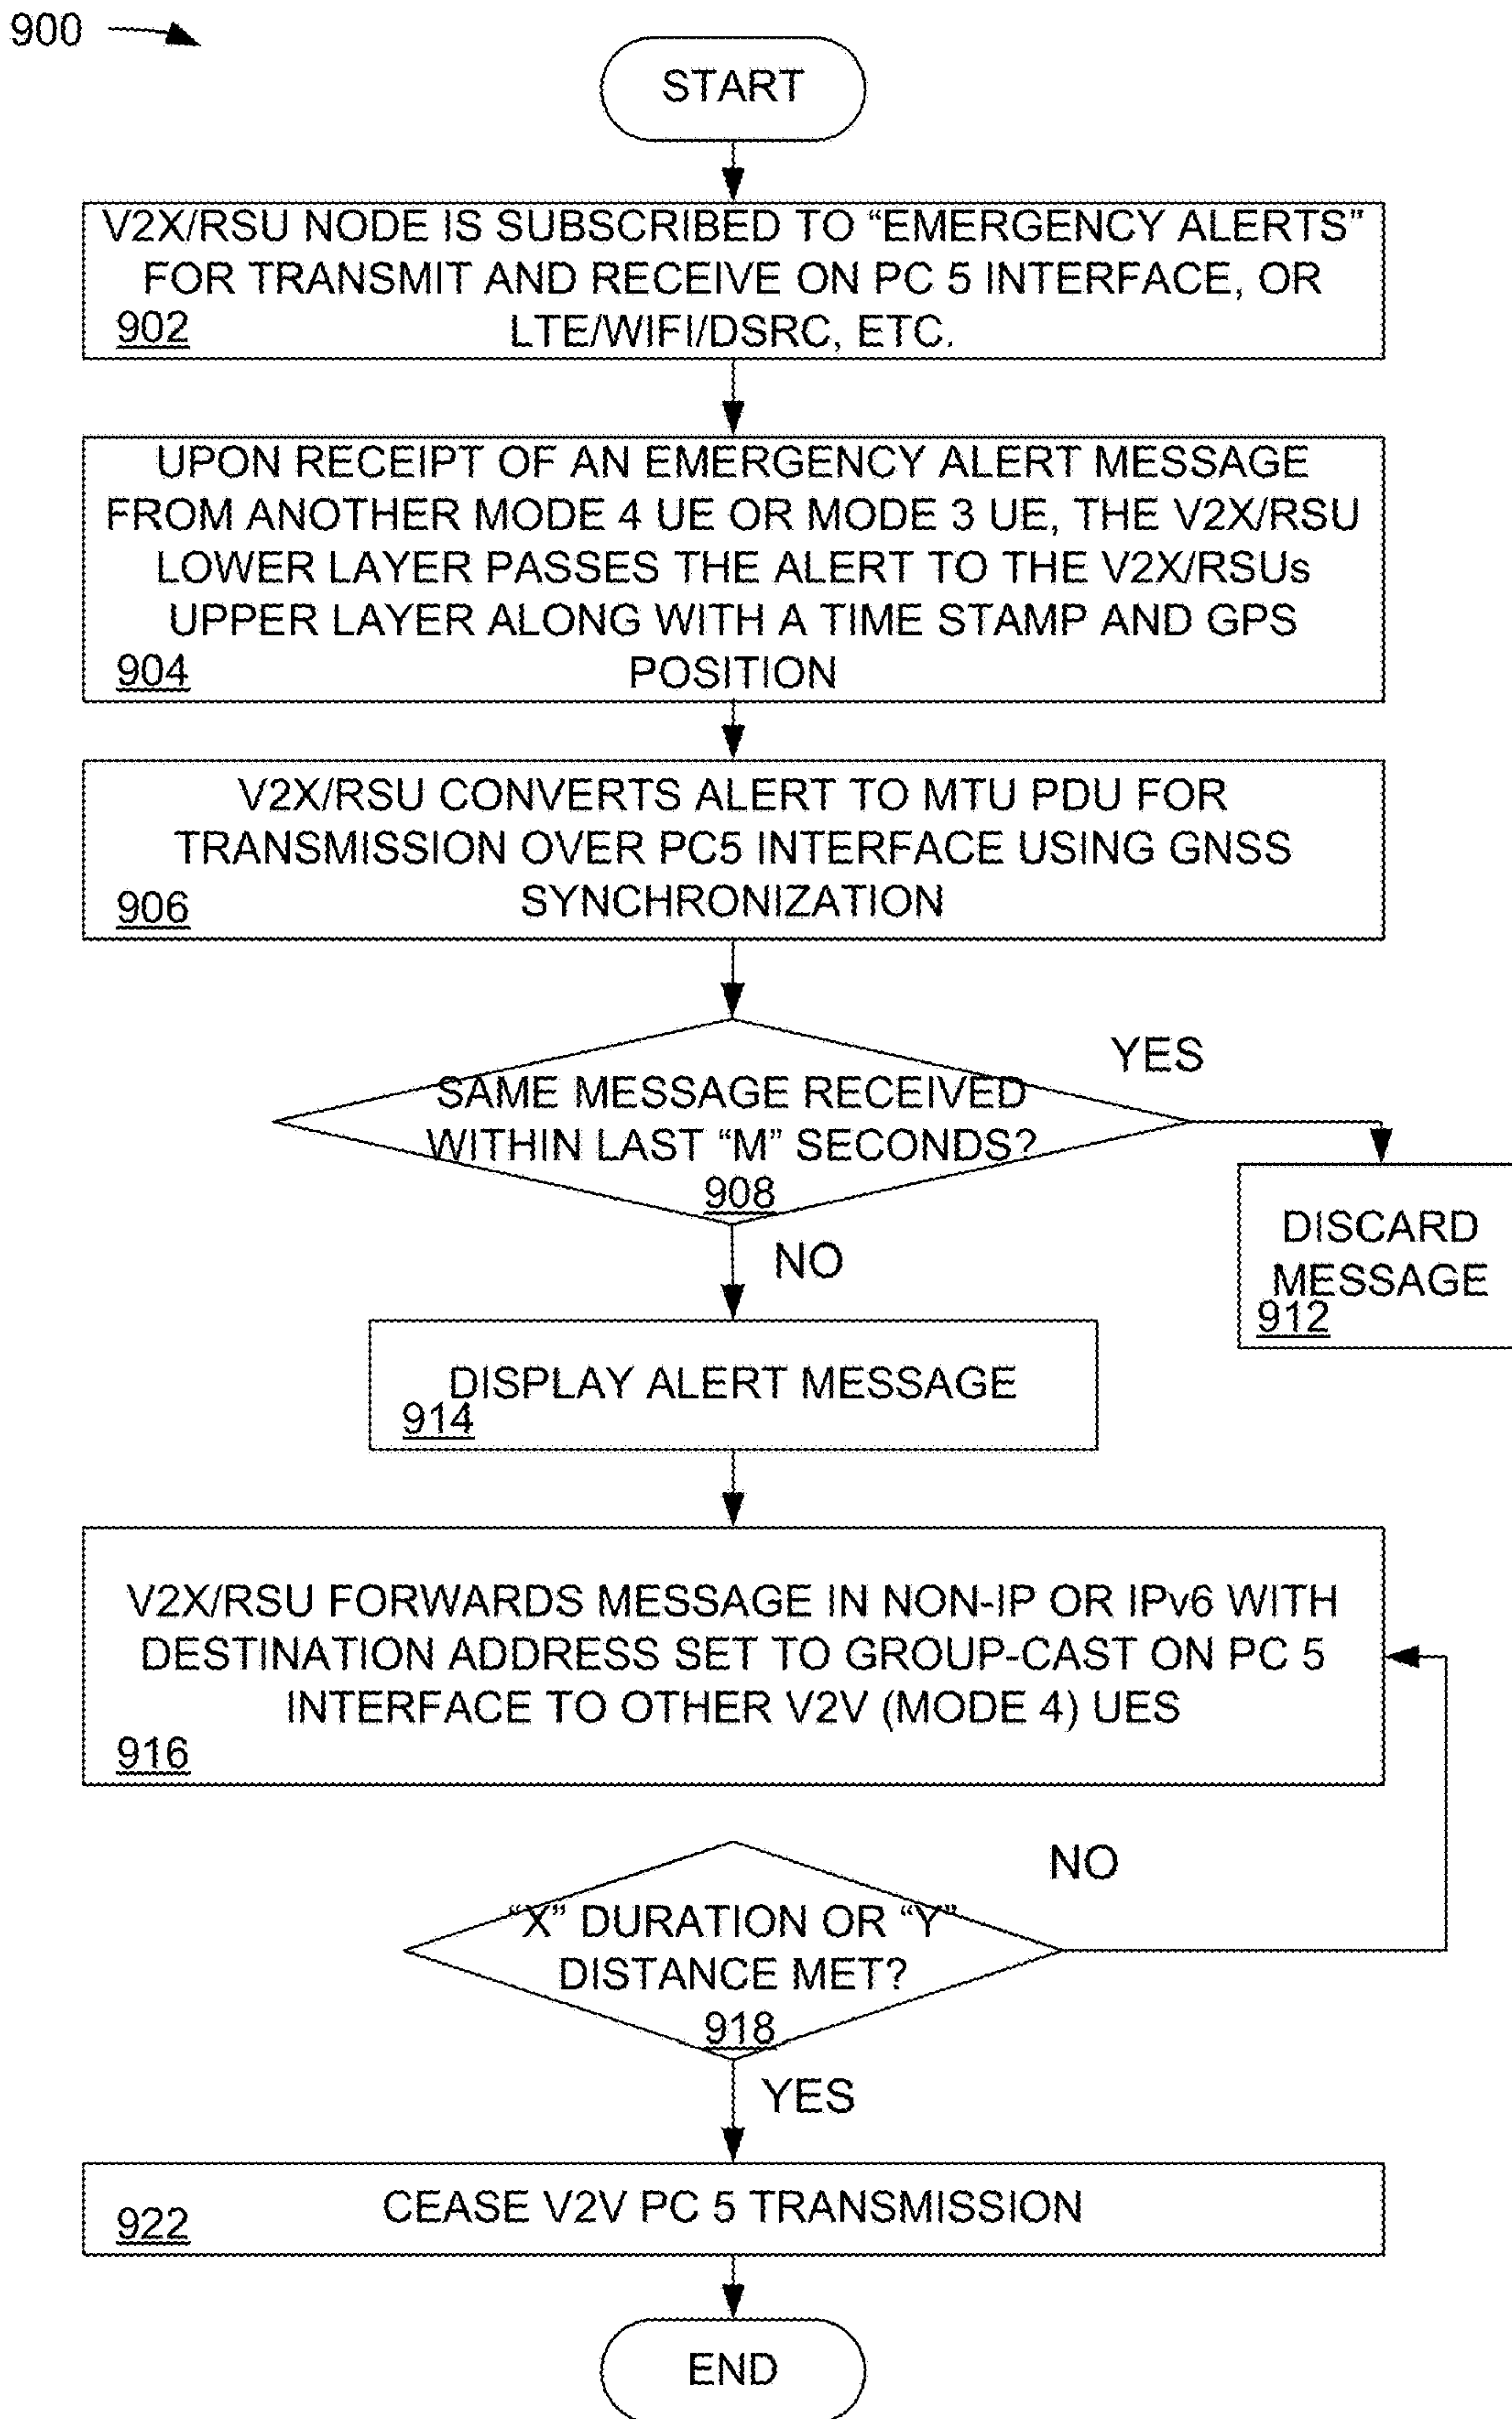 900
START
V2X/RSU NODE IS SUBSCRIBED TO “EMERGENCY ALERTS”
FOR TRANSMIT AND RECEIVE ON PC 5 INTERFACE, OR
LTE/WIFI/DSRC, ETC.
902
UPON RECEIPT OF AN EMERGENCY ALERT MESSAGE
FROM ANOTHER MODE 4 UE OR MODE 3 UE, THE V2X/RSU
LOWER LAYER PASSES THE ALERT TO THE V2X/RSUs
UPPER LAYER ALONG WITH A TIME STAMP AND GPS
POSITION
904
V2X/RSU CONVERTS ALERT TO MTU PDU FOR
TRANSMISSION OVER PC5 INTERFACE USING GNSS
SYNCHRONIZATION
906
SAME MESSAGE RECEIVED
WITHIN LAST “M” SECONDS?
908
YES
NO
DISCARD
MESSAGE
912
DISPLAY ALERT MESSAGE
914
V2X/RSU FORWARDS MESSAGE IN NON-IP OR IPv6 WITH
DESTINATION ADDRESS SET TO GROUP-CAST ON PC 5
INTERFACE TO OTHER V2V (MODE 4) UES
916
“X” DURATION OR “Y”
DISTANCE MET?
918
NO
YES
CEASE V2V PC 5 TRANSMISSION
922
END